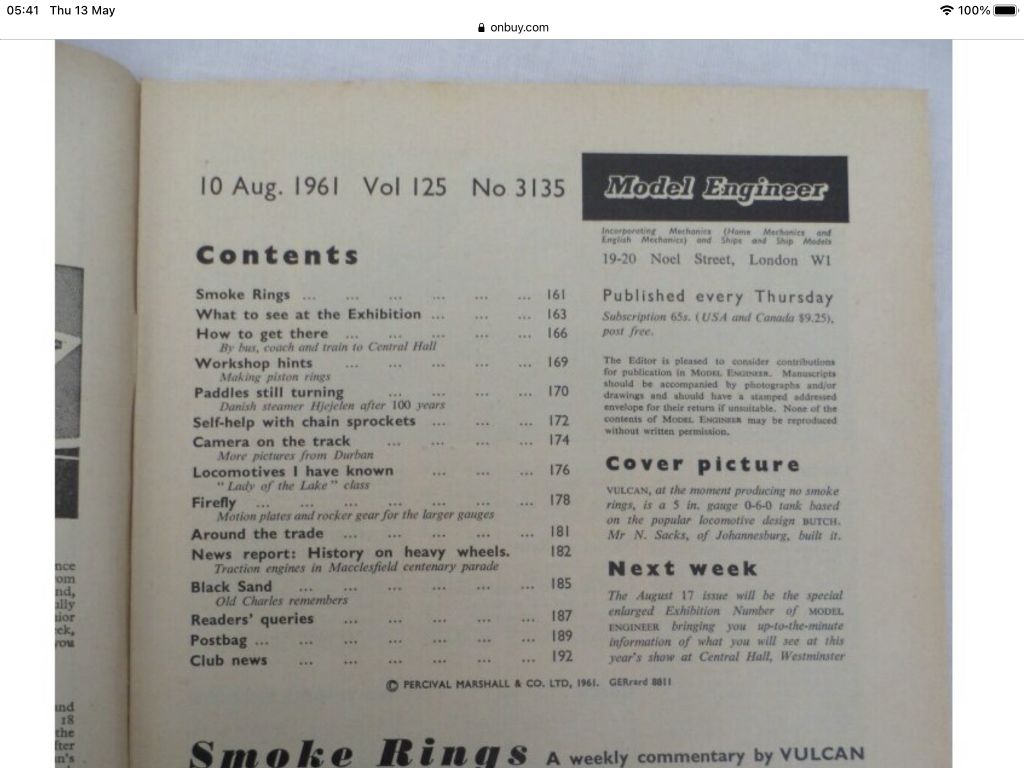 05:41 Thu 13 May
100%
onbuy.com
10 Aug. 1961 Vol 125 No 3135
Model Engineer
Incorporating Mechanics (Home Mechanics and
English Mechanics) and Ships and Ship Models
19-20 Noel Street, London W1
Contents
Smoke Rings ... ... ... ... ... ... 161
What to see at the Exhibition ... ... ... 163
How to get there ... ... ... ... ... 166
By bus, coach and train to Central Hall
Workshop hints ... ... ... ... ... 169
Making piston rings
Paddles still turning ... ... ... ... 170
Danish steamer Hjejelen after 100 years
Self-help with chain sprockets ... ... ... 172
Camera on the track ... ... ... ... 174
More pictures from Durban
Locomotives I have known ... ... ... 176
"Lady of the Lake" class
Firefly ... ... ... ... ... ... ... 178
Motion plates and rocker gear for the larger gauges
Around the trade ... ... ... ... ... 181
News report: History on heavy wheels. 182
Traction engines in Macclesfield centenary parade
Black Sand ... ... ... ... ... ... 185
Old Charles remembers
Readers' queries ... ... ... ... ... 187
Postbag ... ... ... ... ... ... ... 189
Club news ... ... ... ... ... ... 192
Published every Thursday
Subscription 65s. (USA and Canada $9.25),
post free.
The Editor is pleased to consider contributions
for publication in MODEL ENGINEER. Manuscripts
should be accompanied by photographs and/or
drawings and should have a stamped addressed
envelope for their return if unsuitable. None of the
contents of MODEL ENGINEER may be reproduced
without written permission.
Cover picture
VULCAN, at the moment producing no smoke
rings, is a 5 in. gauge 0-6-0 tank based
on the popular locomotive design BUTCH.
Mr N. Sacks, of Johannesburg, built it.
Next week
The August 17 issue will be the special
enlarged Exhibition Number of MODEL
ENGINEER bringing you up-to-the-minute
information of what you will see at this
year's show at Central Hall, Westminster
© PERCIVAL MARSHALL & CO. LTD, 1961. GERrard 8811
Smoke Rings A weekly commentary by VULCAN